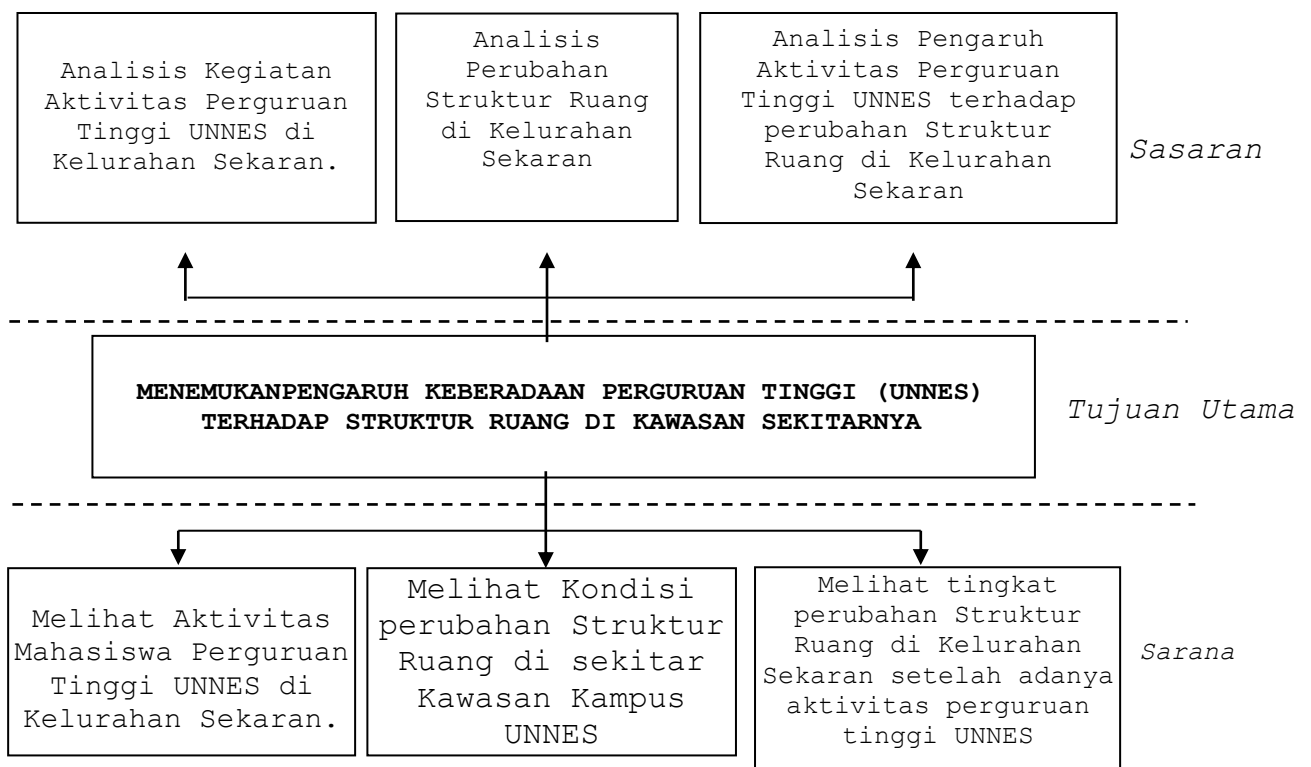 Analisis Kegiatan
Aktivitas Perguruan
Tinggi UNNES di
Kelurahan Sekaran.
Analisis
Perubahan
Struktur Ruang
di Kelurahan
Sekaran
Analisis Pengaruh
Aktivitas Perguruan
Tinggi UNNES terhadap
perubahan Struktur
Ruang di Kelurahan
Sekaran
Sasaran
MENEMUKANPENGARUH KEBERADAAN PERGURUAN TINGGI (UNNES)
TERHADAP STRUKTUR RUANG DI KAWASAN SEKITARNYA
Tujuan Utama
Melihat Aktivitas
Mahasiswa Perguruan
Tinggi UNNES di
Kelurahan Sekaran.
Melihat Kondisi
perubahan Struktur
Ruang di sekitar
Kawasan Kampus
UNNES
Melihat tingkat
perubahan Struktur
Ruang di Kelurahan
Sekaran setelah adanya
aktivitas perguruan
tinggi UNNES
Sarana